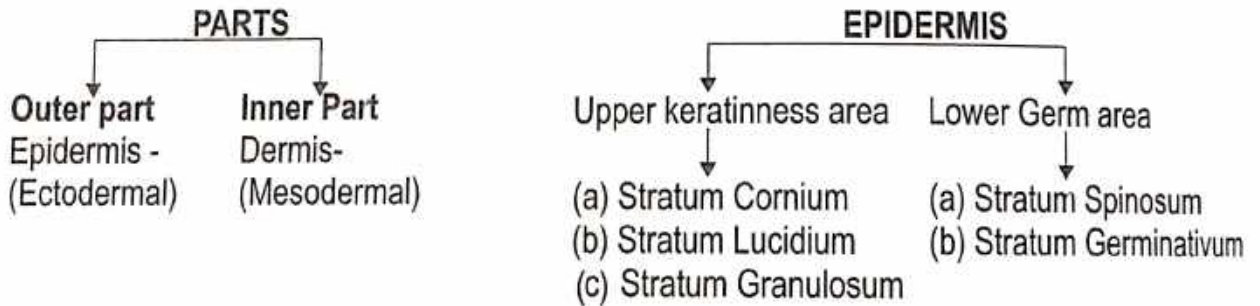 PARTS
Outer part
Epidermis -
(Ectodermal)
Inner Part
Dermis-
(Mesodermal)
EPIDERMIS
Upper keratinness area
(a) Stratum Cornium
(b) Stratum Lucidium
(c) Stratum Granulosum
Lower Germ area
(a) Stratum Spinosum
(b) Stratum Germinativum